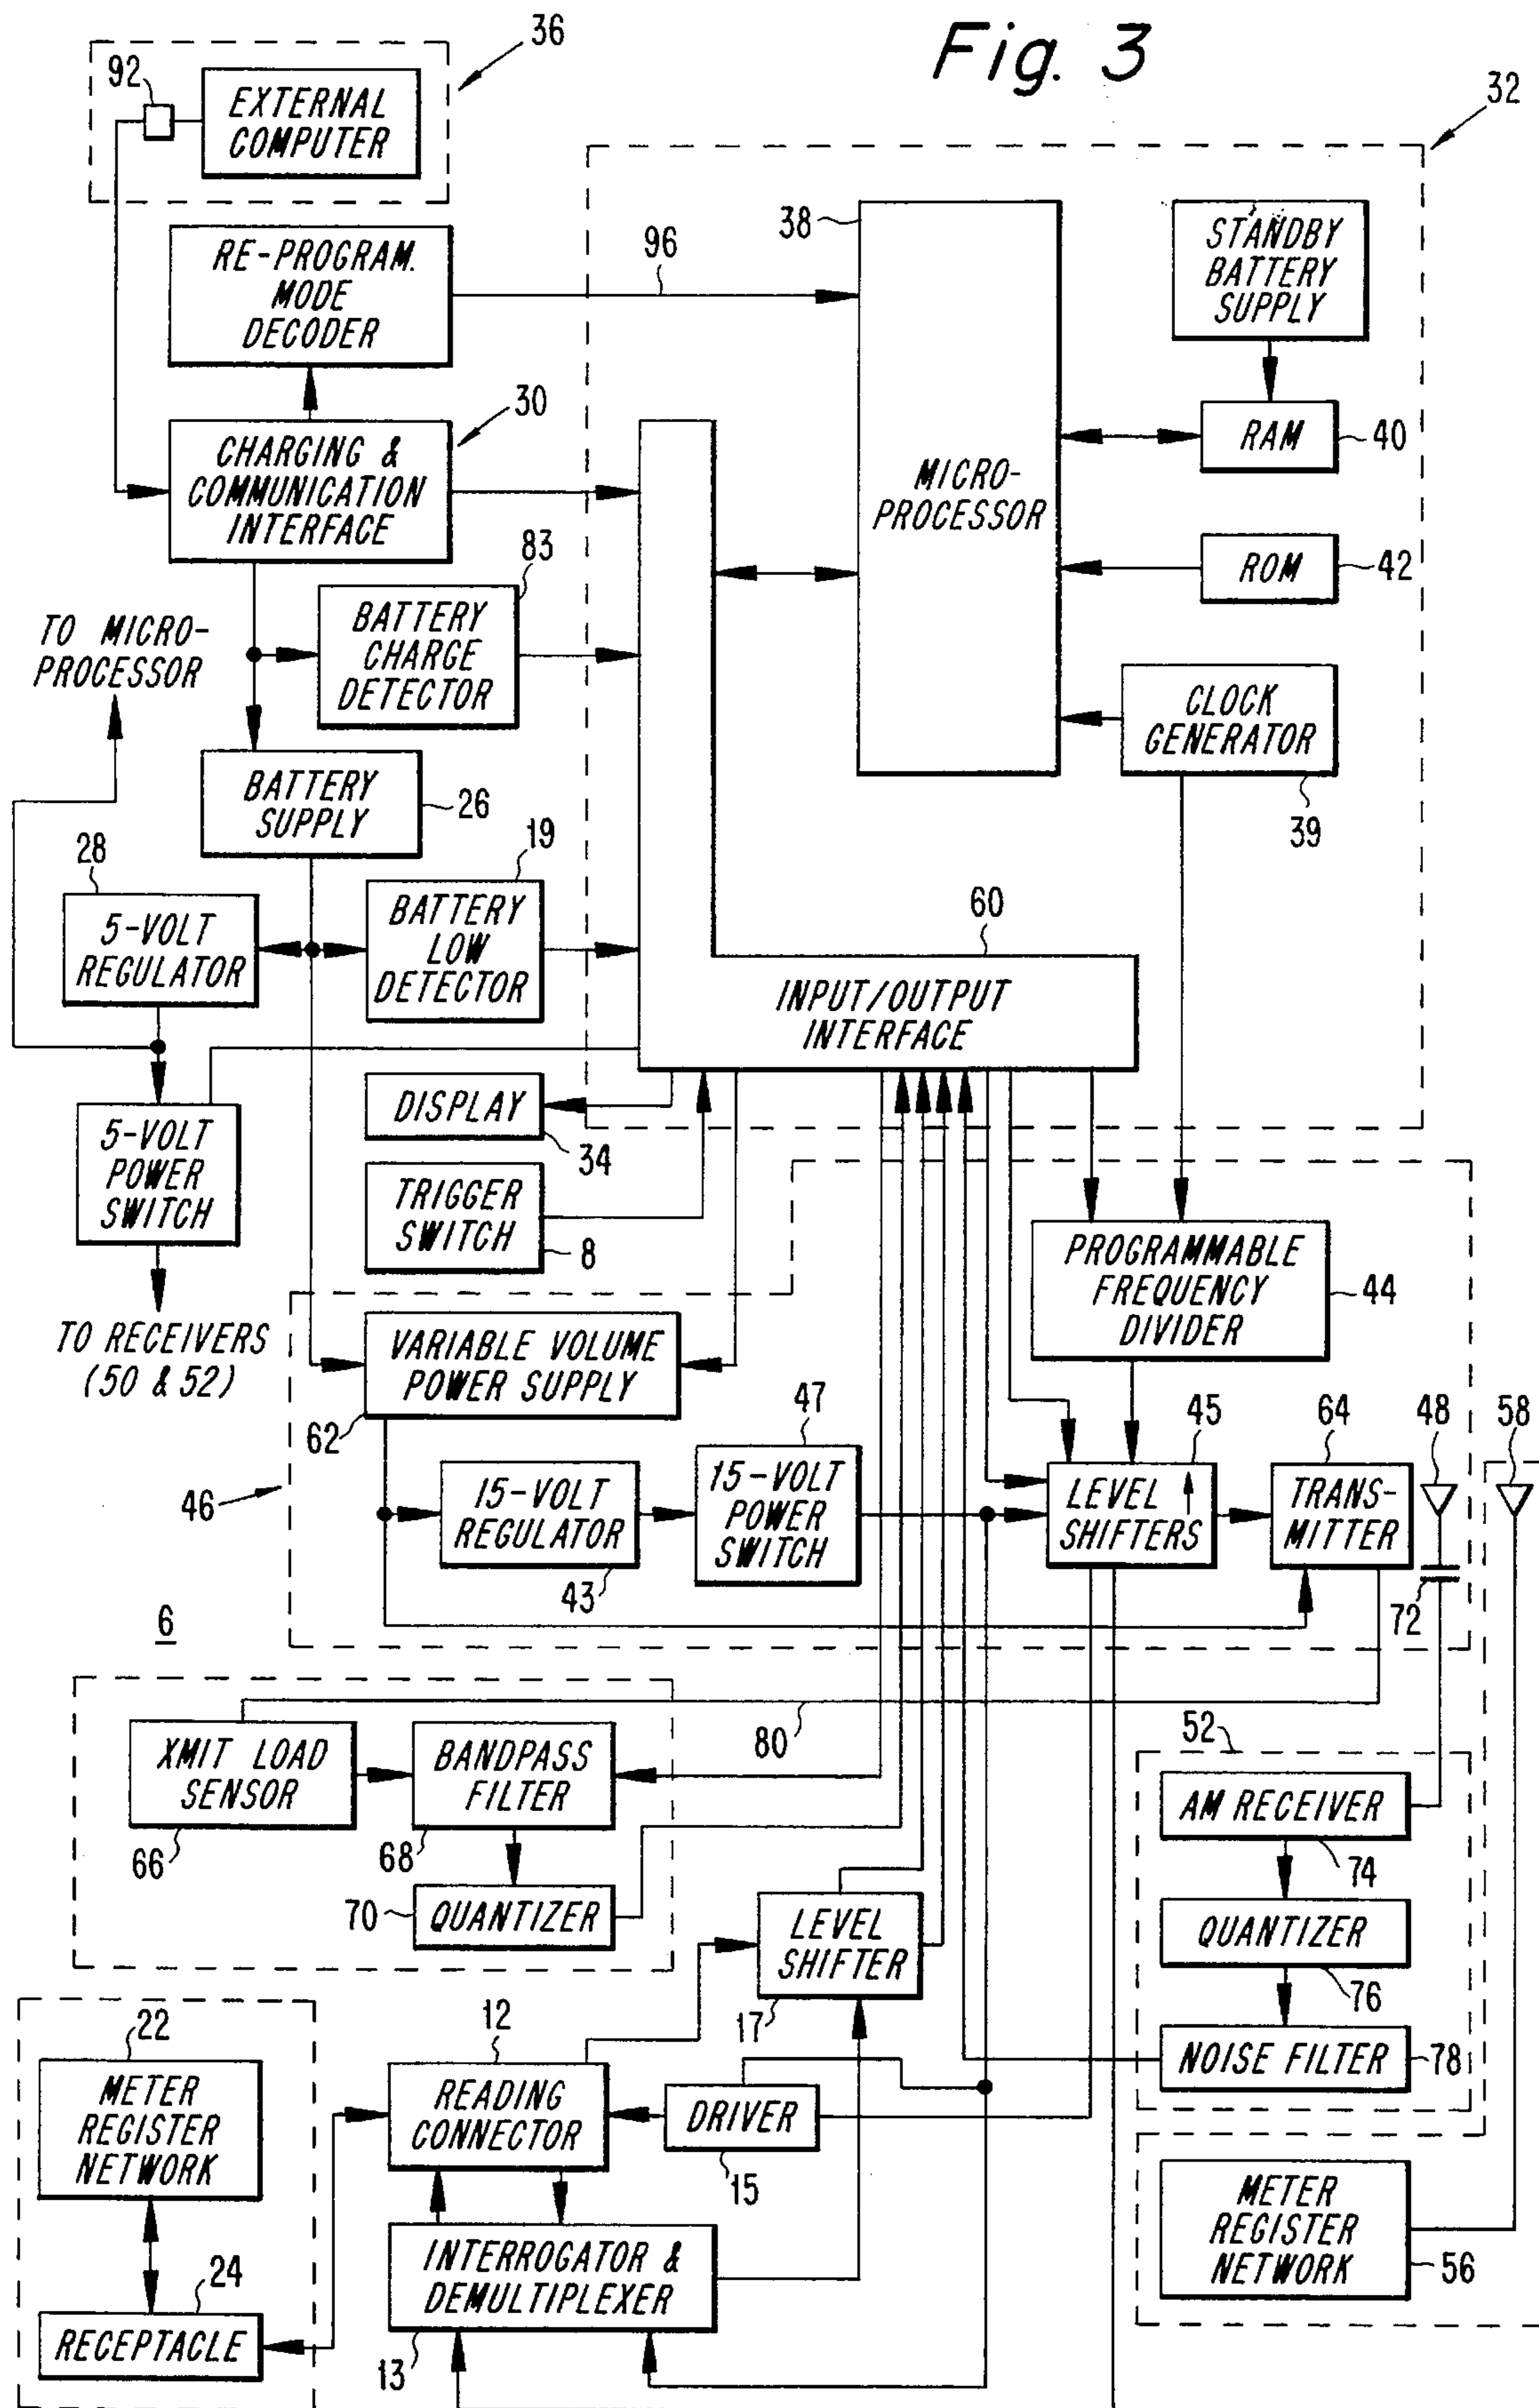 Fig. 3
36
92
EXTERNAL
COMPUTER
32
RE-PROGRAM.
MODE
DECODER
96
38
MICRO-
PROCESSOR
STANDBY
BATTERY
SUPPLY
30
CHARGING &
COMMUNICATION
INTERFACE
RAM
40
ROM
42
83
BATTERY
CHARGE
DETECTOR
TO MICRO-
PROCESSOR
CLOCK
GENERATOR
39
BATTERY
SUPPLY
26
28
5-VOLT
REGULATOR
19
BATTERY
LOW
DETECTOR
60
INPUT/OUTPUT
INTERFACE
DISPLAY
34
5-VOLT
POWER
SWITCH
TRIGGER
SWITCH
8
TO RECEIVERS
(50 & 52)
PROGRAMMABLE
FREQUENCY
DIVIDER
44
VARIABLE VOLUME
POWER SUPPLY
62
46
15-VOLT
REGULATOR
43
47
15-VOLT
POWER
SWITCH
45
LEVEL
SHIFTERS
64
TRANS-
MITTER
48
58
72
6
80
XMIT LOAD
SENSOR
66
BANDPASS
FILTER
68
70
QUANTIZER
52
AM RECEIVER
74
QUANTIZER
76
NOISE FILTER
78
LEVEL
SHIFTER
17
22
METER
REGISTER
NETWORK
12
READING
CONNECTOR
DRIVER
15
24
RECEPTACLE
INTERROGATOR &
DEMULTIPLEXER
13
METER
REGISTER
NETWORK
56